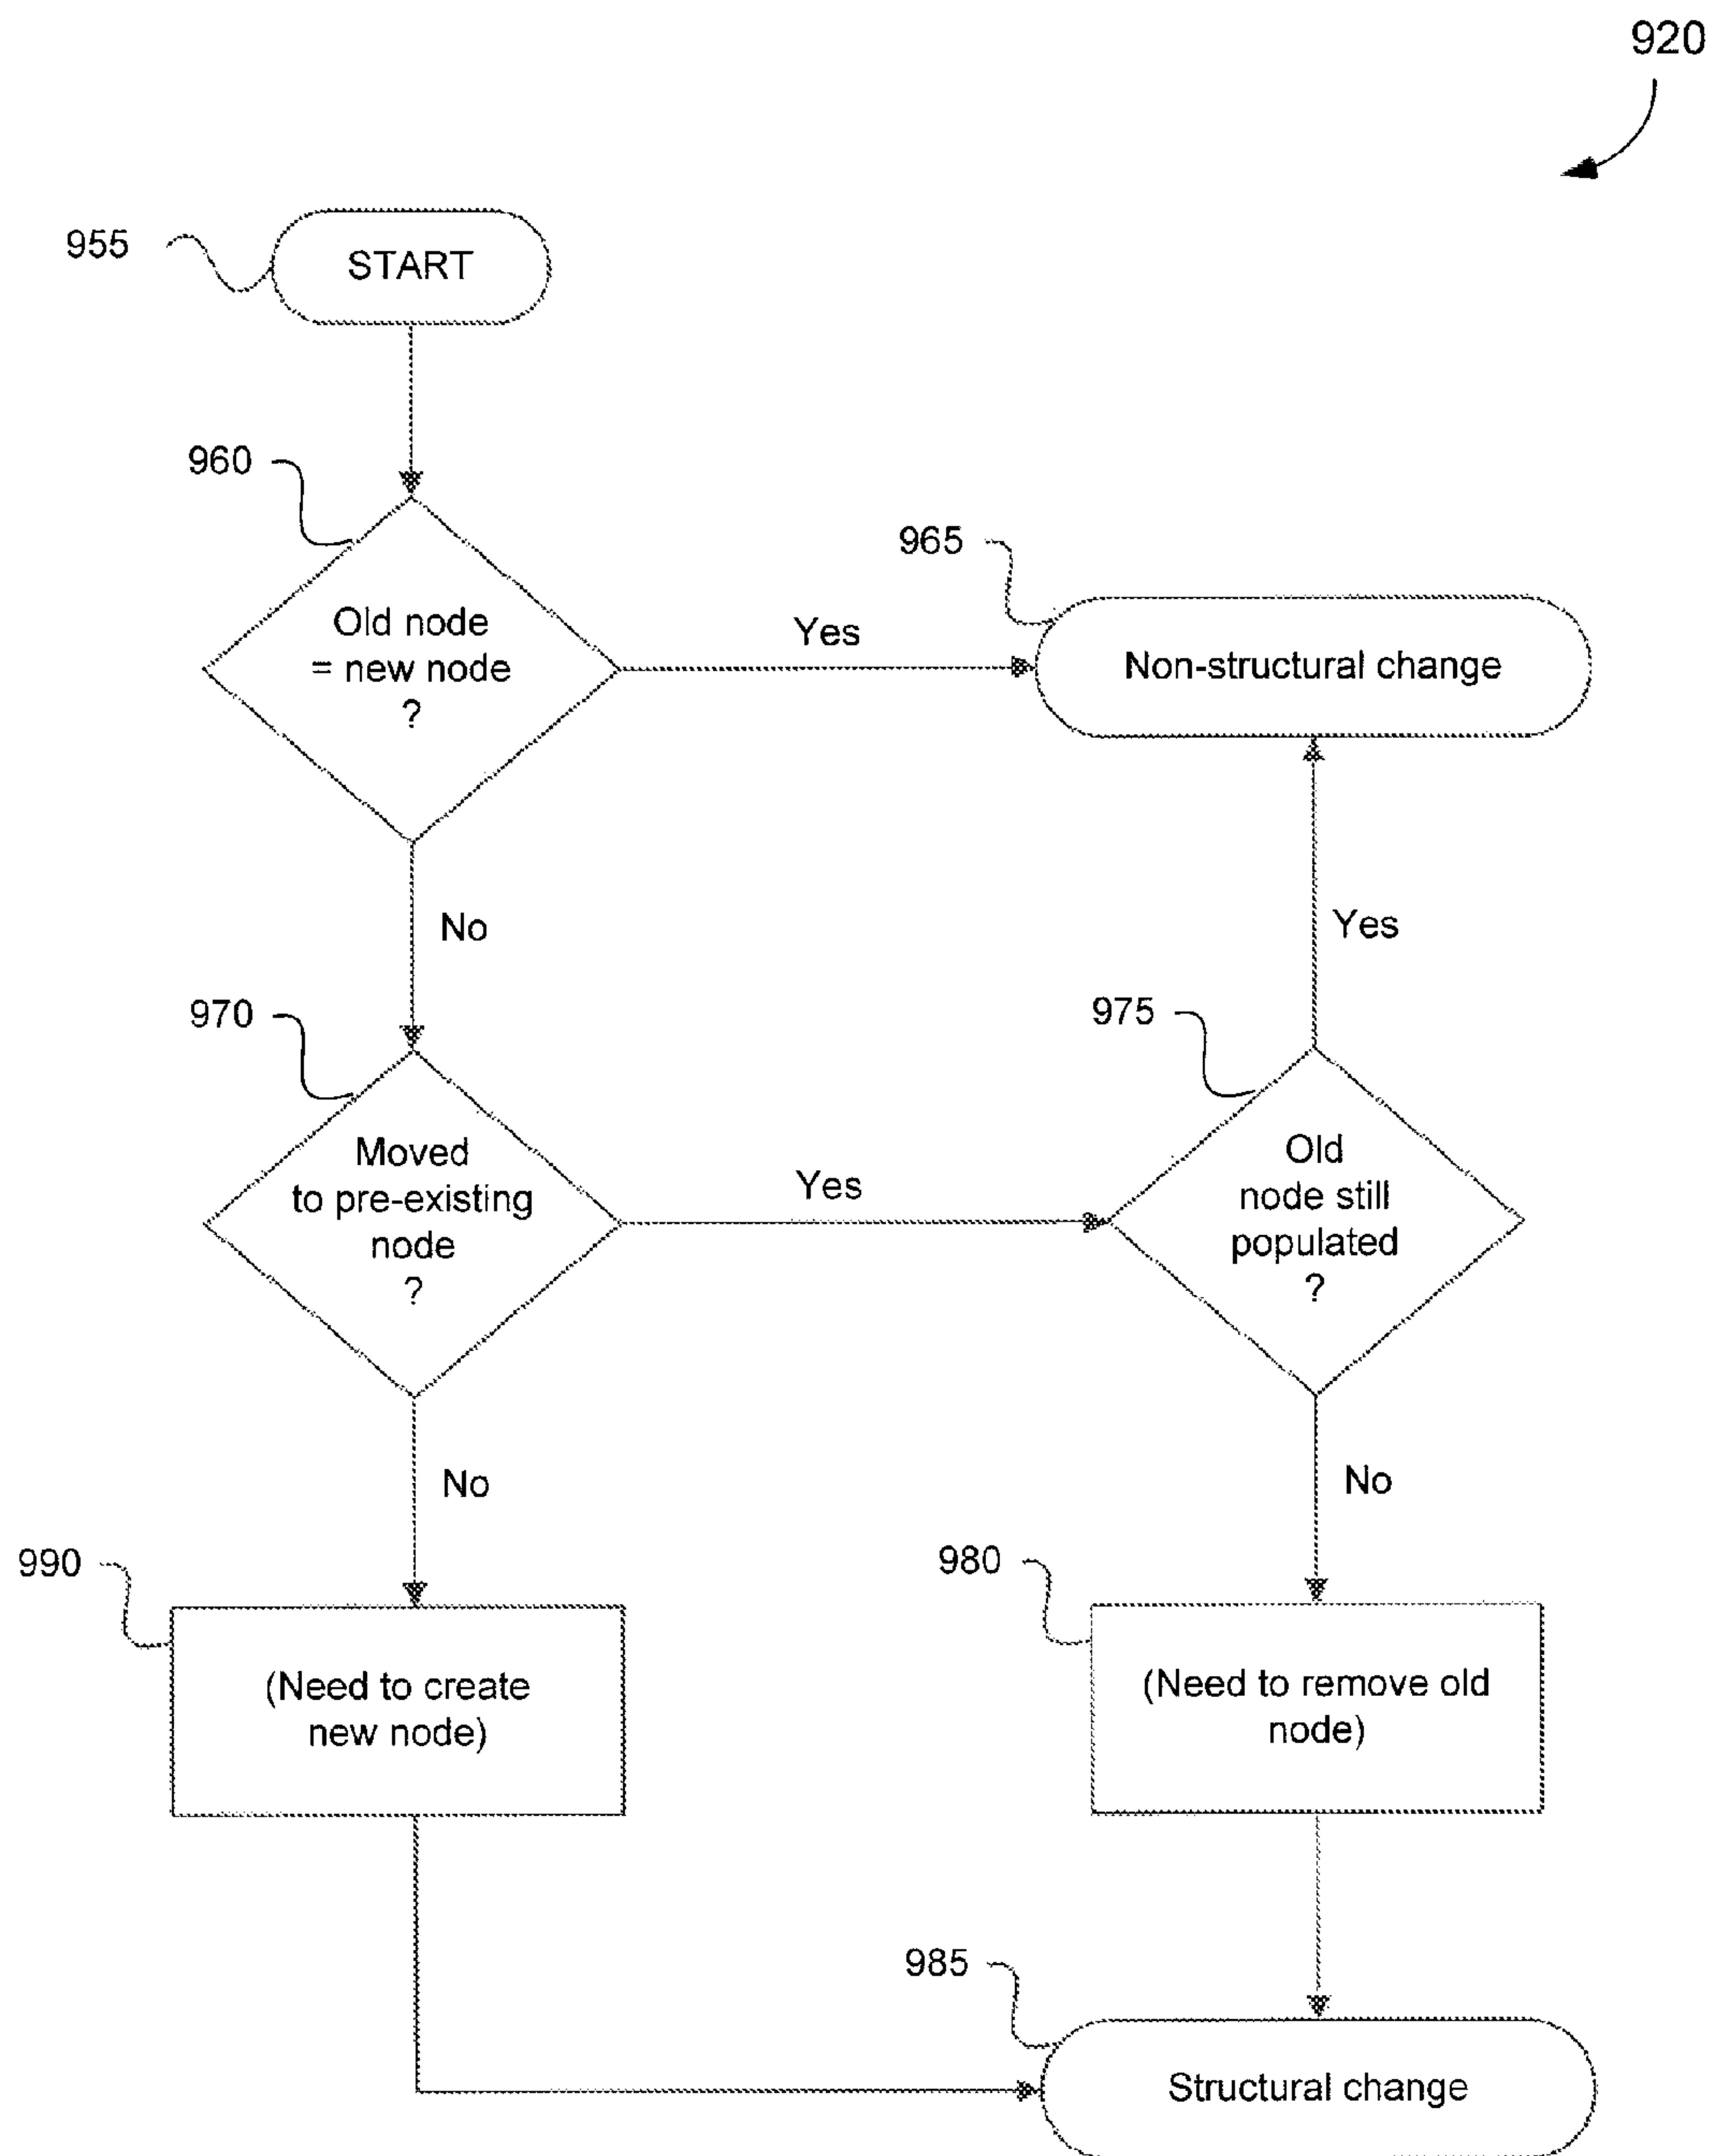 920
955
START
960
Old node
= new node
?
Yes
965
Non-structural change
No
Yes
970
Moved
to pre-existing
node
?
Yes
975
Old
node still
populated
?
No
No
990
(Need to create
new node)
980
(Need to remove old
node)
985
Structural change